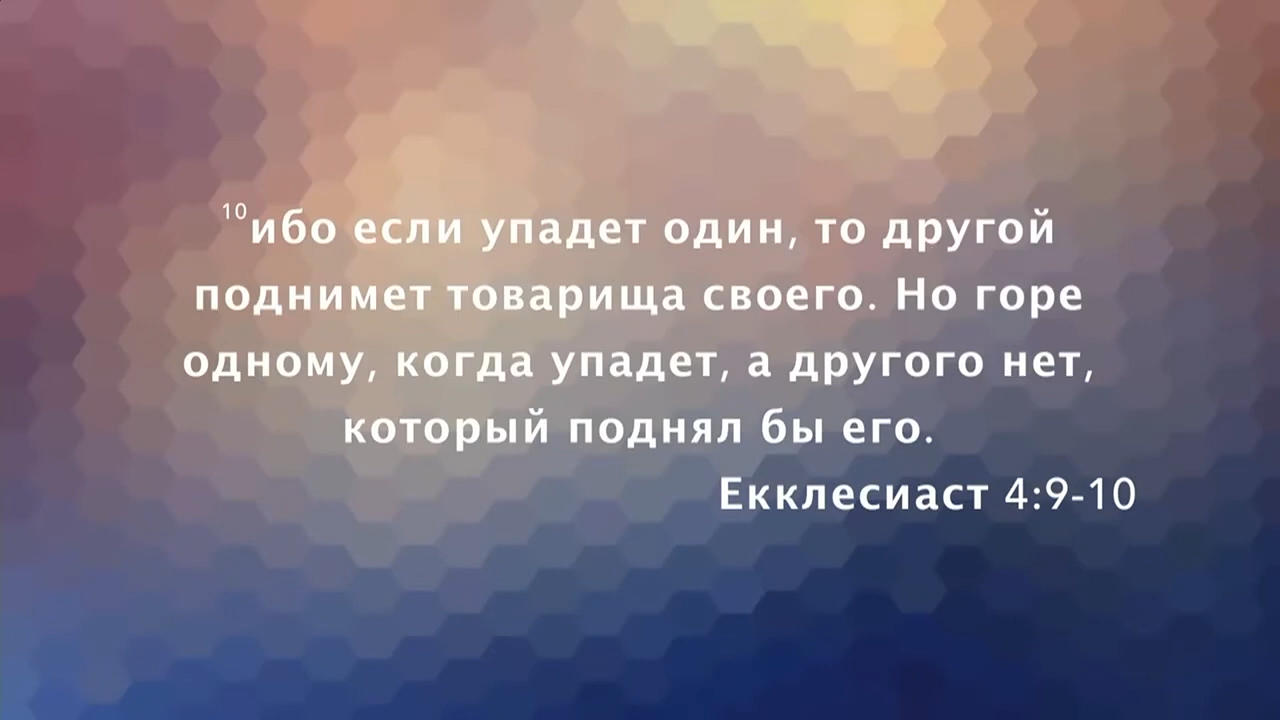 10ибо если упадет один, то другой
поднимет товарища своего. Но горе
одному, когда упадет, а другого нет,
который поднял бы его.
Екклесиаст 4:9-10